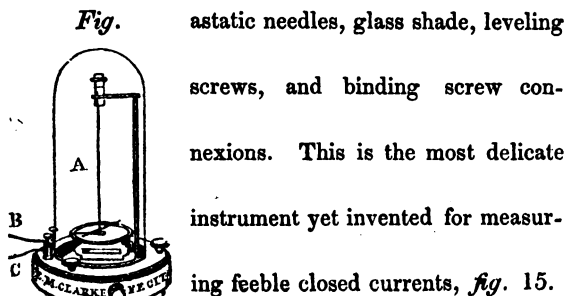 Fig. astatic needles, glass shade, leveling
screws, and binding screw con-
A
nexions. This is the most delicate
B
instrument yet invented for measur-
C
ing feeble closed currents, fig. 15.
M. CLARKE